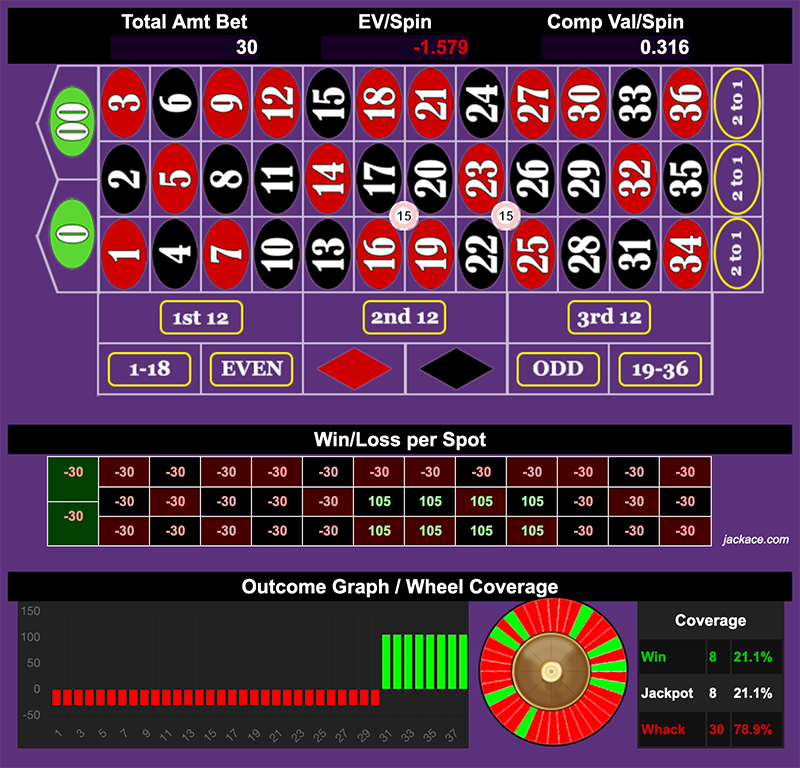 Total Amt Bet EV/Spin Comp Val/Spin
30 -1.579 0.316
00 3 6 9 12 15 18 21 24 27 30 33 36 2 to 1
2 5 8 11 14 17 20 23 26 29 32 35 2 to 1
15 15
0 1 4 7 10 13 16 19 22 25 28 31 34 2 to 1
1st 12 2nd 12 3rd 12
1-18 EVEN ODD 19-36
Win/Loss per Spot
-30 -30 -30 -30 -30 -30 -30 -30 -30 -30 -30 -30 -30
-30 -30 -30 -30 -30 105 105 105 105 -30 -30 -30
-30 -30 -30 -30 -30 -30 105 105 105 105 -30 -30 -30
jackace.com
Outcome Graph / Wheel Coverage
150
100
50
0
-50
1 3 5 7 9 11 13 15 17 19 21 23 25 27 29 31 33 35 37
Coverage
Win 8 21.1%
Jackpot 8 21.1%
Whack 30 78.9%